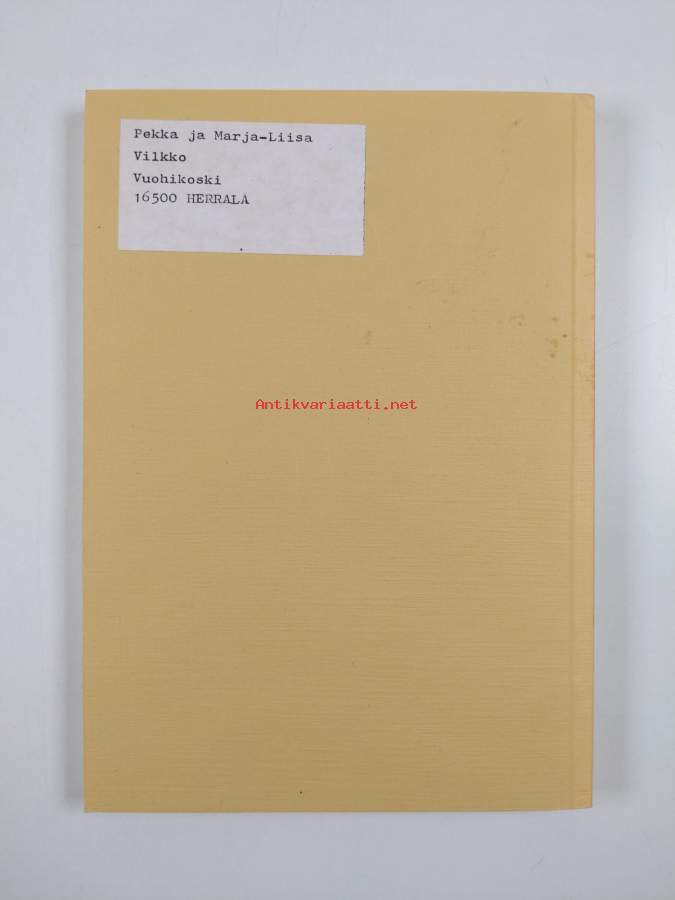 Pekka ja Marja-Liisa
Vilkko
Vuohikoski
16500 HERRALA
Antikvariaatti.net